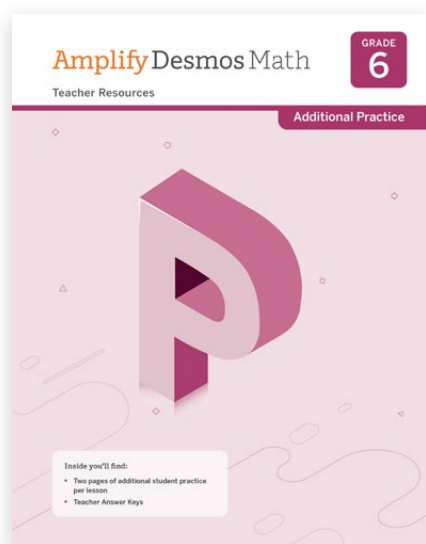 Amplify Desmos Math
GRADE
6
Teacher Resources
Additional Practice
P
Inside you'll find:
• Two pages of additional student practice
per lesson
• Teacher Answer Keys